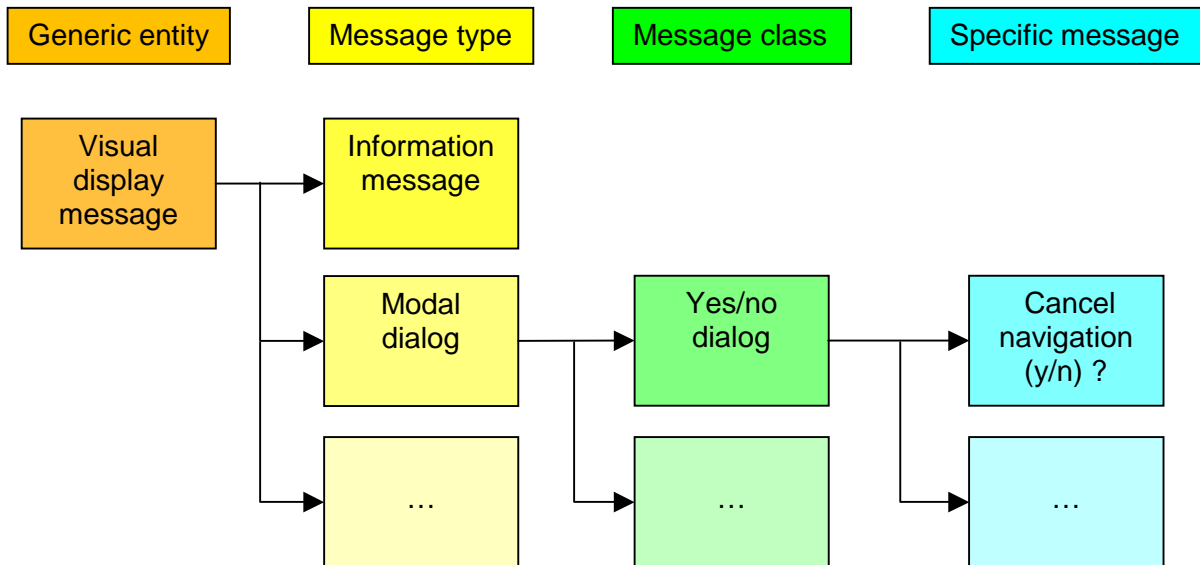 Generic entity
Message type
Message class
Specific message
Visual
display
message
Information
message
Modal
dialog
Yes/no
dialog
Cancel
navigation
(y/n) ?
…
…
…